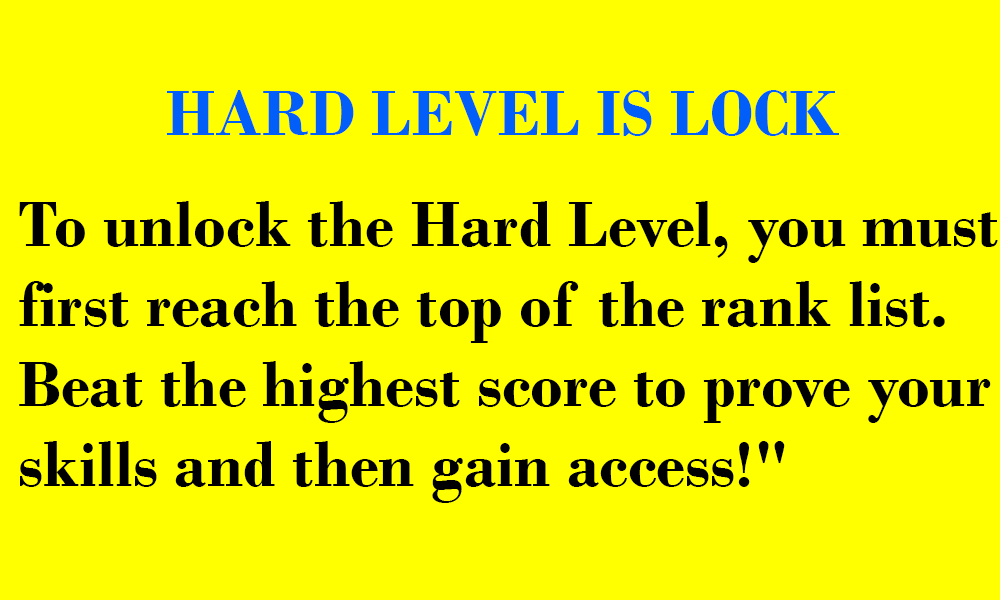 HARD LEVEL IS LOCK
To unlock the Hard Level, you must
first reach the top of the rank list.
Beat the highest score to prove your
skills and then gain access!"